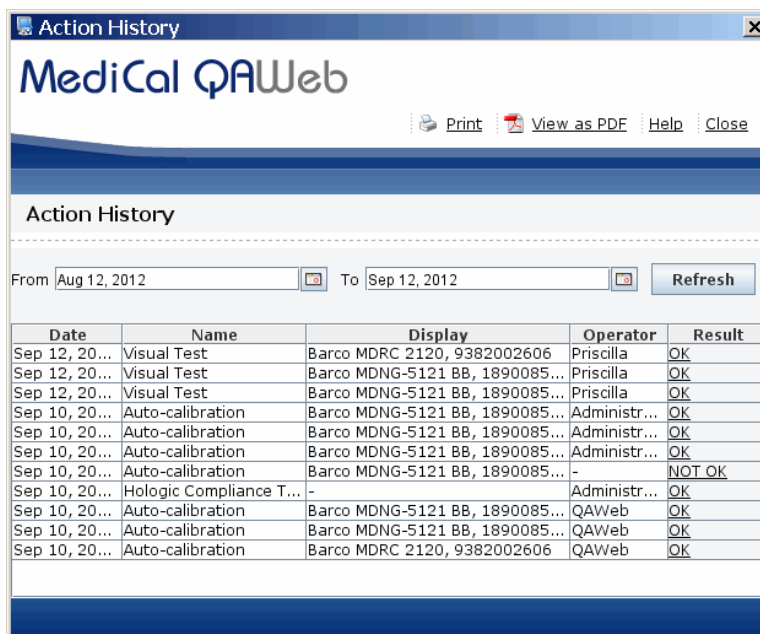 Action History
MediCal QAWeb
Print View as PDF Help Close
Action History
From Aug 12, 2012 To Sep 12, 2012 Refresh
Date Name Display Operator Result
Sep 12, 20... Visual Test Barco MDRC 2120, 9382002606 Priscilla OK
Sep 12, 20... Visual Test Barco MDNG-5121 BB, 1890085... Priscilla OK
Sep 12, 20... Visual Test Barco MDNG-5121 BB, 1890085... Priscilla OK
Sep 10, 20... Auto-calibration Barco MDNG-5121 BB, 1890085... Administr... OK
Sep 10, 20... Auto-calibration Barco MDNG-5121 BB, 1890085... Administr... OK
Sep 10, 20... Auto-calibration Barco MDNG-5121 BB, 1890085... Administr... OK
Sep 10, 20... Auto-calibration Barco MDNG-5121 BB, 1890085... - NOT OK
Sep 10, 20... Hologic Compliance T... - Administr... OK
Sep 10, 20... Auto-calibration Barco MDNG-5121 BB, 1890085... QAWeb OK
Sep 10, 20... Auto-calibration Barco MDNG-5121 BB, 1890085... QAWeb OK
Sep 10, 20... Auto-calibration Barco MDRC 2120, 9382002606 QAWeb OK